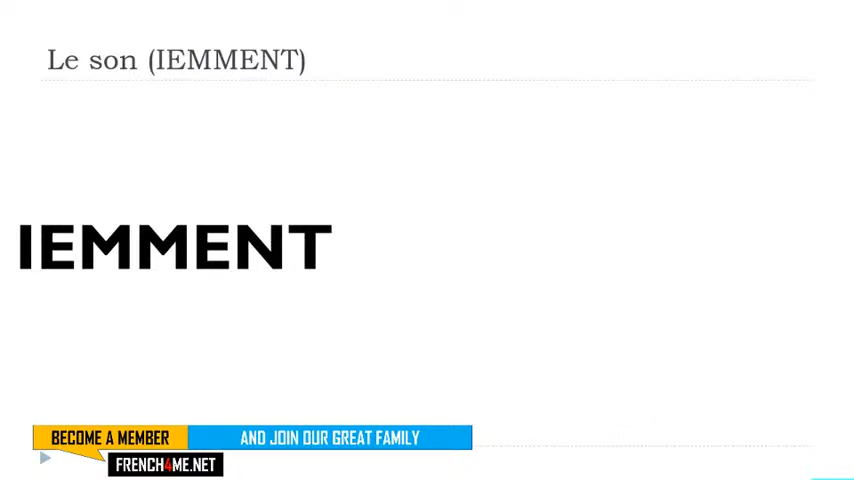 Le son (IEMMENT)
IEMMENT
BECOME A MEMBER AND JOIN OUR GREAT FAMILY
FRENCH4ME.NET